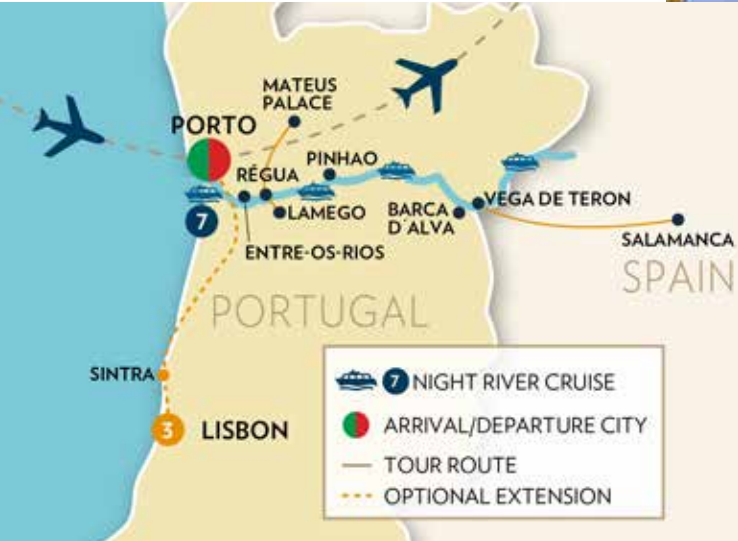 MATEUS
PALACE
PORTO
PINHAO
RÉGUA
LAMEGO
BARCA
D´ALVA
VEGA DE TERON
7
ENTRE-OS-RIOS
SALAMANCA
SPAIN
PORTUGAL
SINTRA
3
LISBON
7 NIGHT RIVER CRUISE
ARRIVAL/DEPARTURE CITY
TOUR ROUTE
OPTIONAL EXTENSION